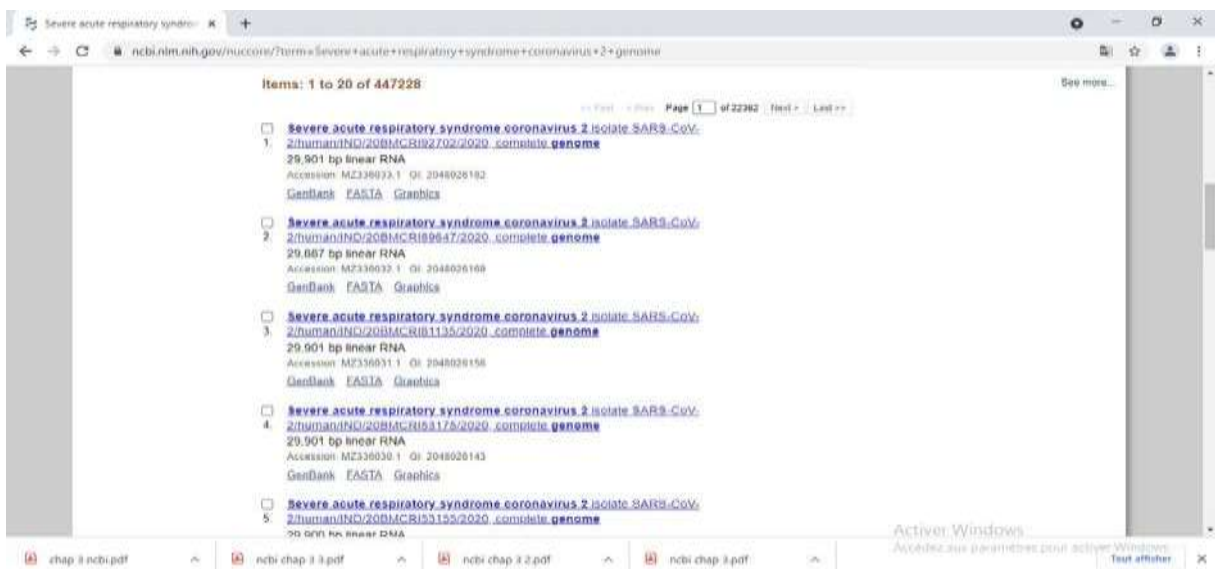 Severe acute respiratory syndro
ncbi.nlm.nih.gov/nuccore/?term=Severe+acute+respiratory+syndrome+coronavirus+2+genome
Items: 1 to 20 of 447228
See more...
<< First < Prev Page 1 of 22362 Next > Last >>
Severe acute respiratory syndrome coronavirus 2 isolate SARS-CoV-
1. 2/human/IND/20BMCRI92702/2020, complete genome
29,901 bp linear RNA
Accession: MZ336033.1 GI: 2048026182
GenBank FASTA Graphics
Severe acute respiratory syndrome coronavirus 2 isolate SARS-CoV-
2. 2/human/IND/20BMCRI89647/2020, complete genome
29,667 bp linear RNA
Accession: MZ336032.1 GI: 2048026169
GenBank FASTA Graphics
Severe acute respiratory syndrome coronavirus 2 isolate SARS-CoV-
3. 2/human/IND/20BMCRI81135/2020, complete genome
29,901 bp linear RNA
Accession: MZ336031.1 GI: 2048026156
GenBank FASTA Graphics
Severe acute respiratory syndrome coronavirus 2 isolate SARS-CoV-
4. 2/human/IND/20BMCRI53175/2020, complete genome
29,901 bp linear RNA
Accession: MZ336030.1 GI: 2048026143
GenBank FASTA Graphics
Severe acute respiratory syndrome coronavirus 2 isolate SARS-CoV-
5. 2/human/IND/20BMCRI53155/2020, complete genome
29,900 bp linear RNA
Activer Windows
Accédez aux paramètres pour activer Windows.
chap 3 ncbi.pdf
ncbi chap 3 3.pdf
ncbi chap 3 2.pdf
ncbi chap 3.pdf
Tout afficher